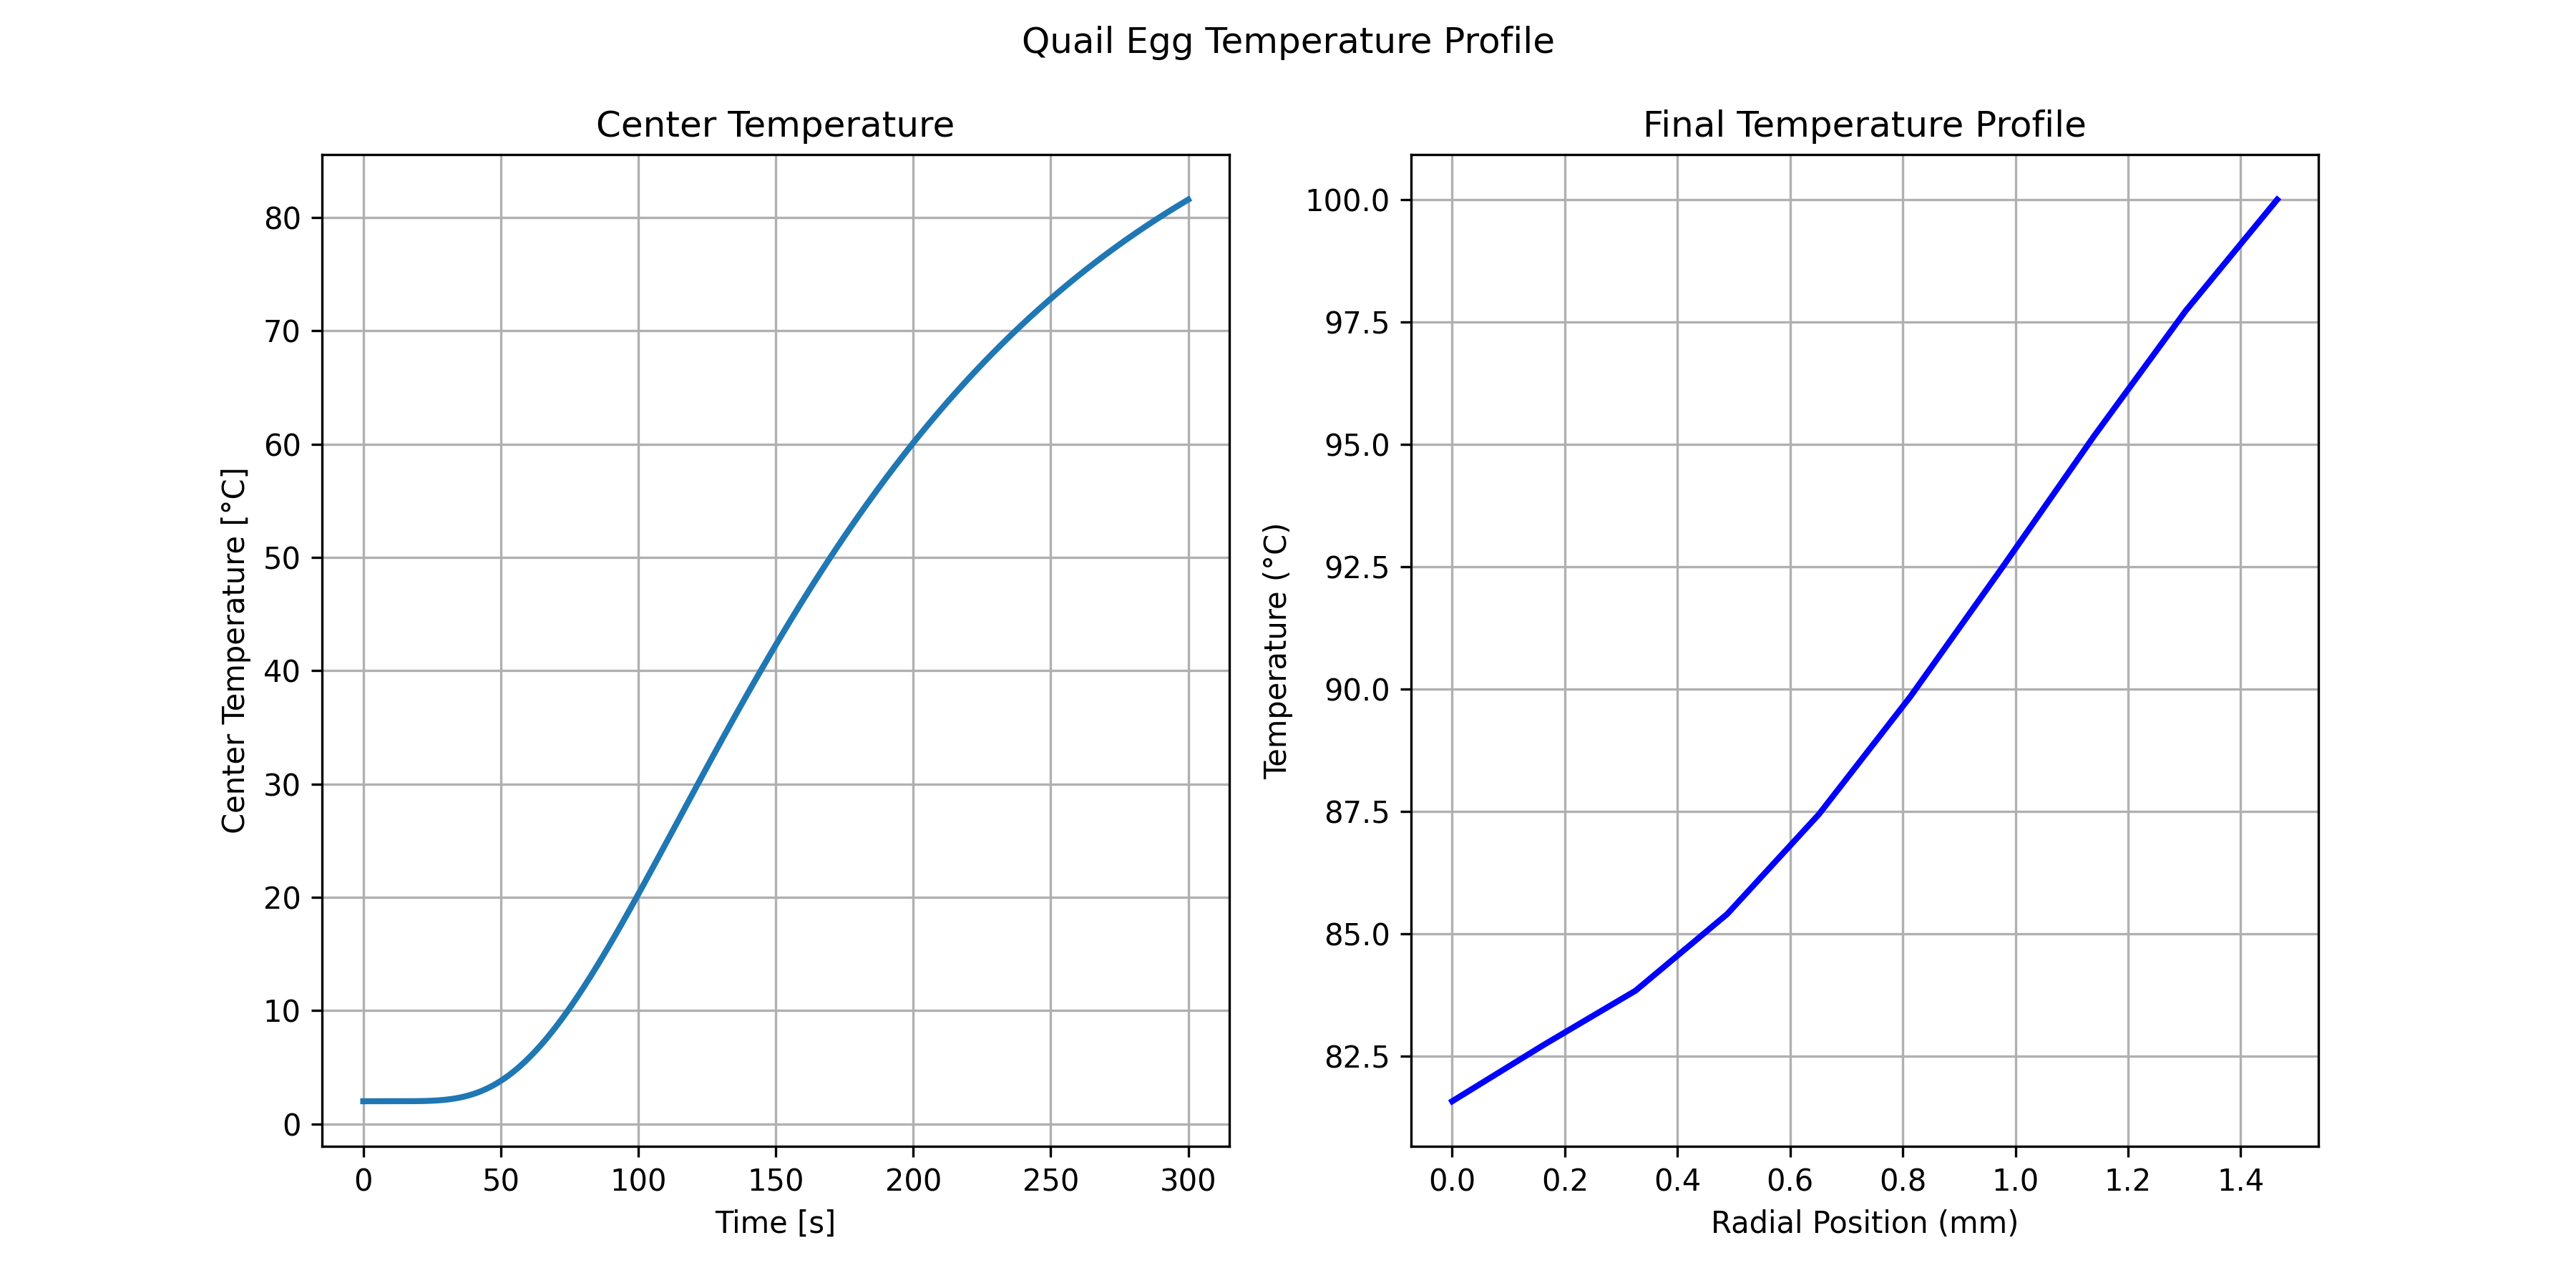 Quail Egg Temperature Profile
Center Temperature
Center Temperature [°C]
80
70
60
50
40
30
20
10
0
0 50 100 150 200 250 300
Time [s]
Final Temperature Profile
Temperature (°C)
100.0
97.5
95.0
92.5
90.0
87.5
85.0
82.5
0.0 0.2 0.4 0.6 0.8 1.0 1.2 1.4
Radial Position (mm)